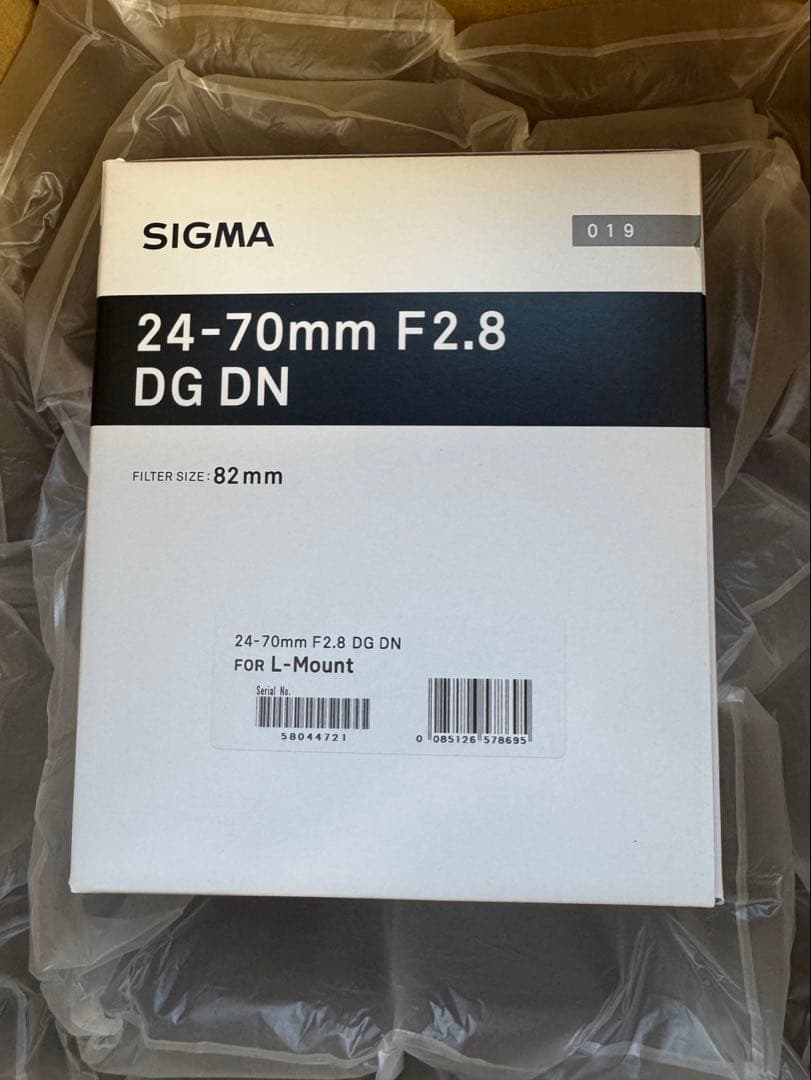 SIGMA
019
24-70mm F2.8
DG DN
FILTER SIZE: 82mm
24-70mm F2.8 DG DN
FOR L-Mount
Serial No.
58044721
0 085126 578695